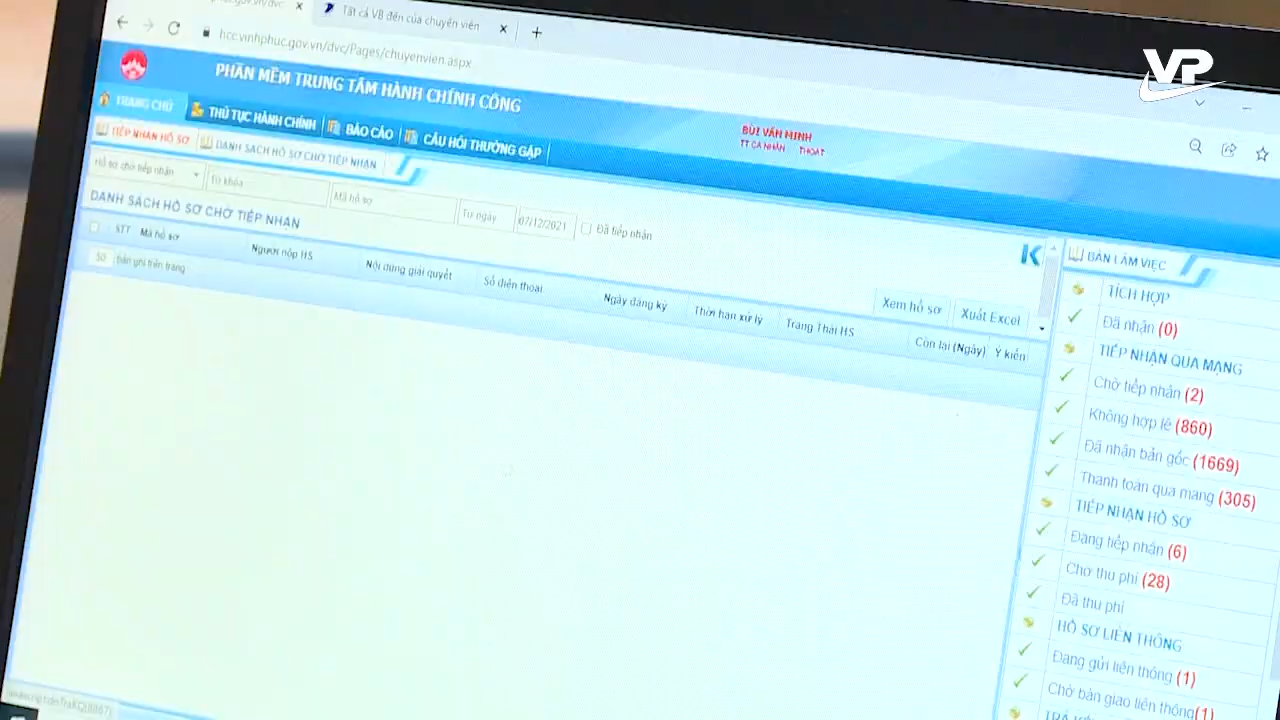 Tất cả VB đến của chuyên viên
hcc.vinhphuc.gov.vn/dvc/Pages/chuyenvien.aspx
VP
PHẦN MỀM TRUNG TÂM HÀNH CHÍNH CÔNG
BÙI VĂN MINH
TT CÁ NHÂN THOÁT
TRANG CHỦ THỦ TỤC HÀNH CHÍNH BÁO CÁO CÂU HỎI THƯỜNG GẶP
TIẾP NHẬN HỒ SƠ DANH SÁCH HỒ SƠ CHỜ TIẾP NHẬN
Hồ sơ chờ tiếp nhận Từ khóa Mã hồ sơ Từ ngày 07/12/2021 Đã tiếp nhận
DANH SÁCH HỒ SƠ CHỜ TIẾP NHẬN
Xem hồ sơ Xuất Excel
STT Mã hồ sơ Người nộp HS Nội dung giải quyết Số điện thoại Ngày đăng ký Thời hạn xử lý Trạng Thái HS Còn lại (Ngày) Ý kiến
50 bản ghi trên trang
BÀN LÀM VIỆC
TÍCH HỢP
Đã nhận (0)
TIẾP NHẬN QUA MẠNG
Chờ tiếp nhận (2)
Không hợp lệ (860)
Đã nhận bản gốc (1669)
Thanh toán qua mạng (305)
TIẾP NHẬN HỒ SƠ
Đang tiếp nhận (6)
Chờ thu phí (28)
Đã thu phí
HỒ SƠ LIÊN THÔNG
Đang gửi liên thông (1)
Chờ bàn giao liên thông(1)